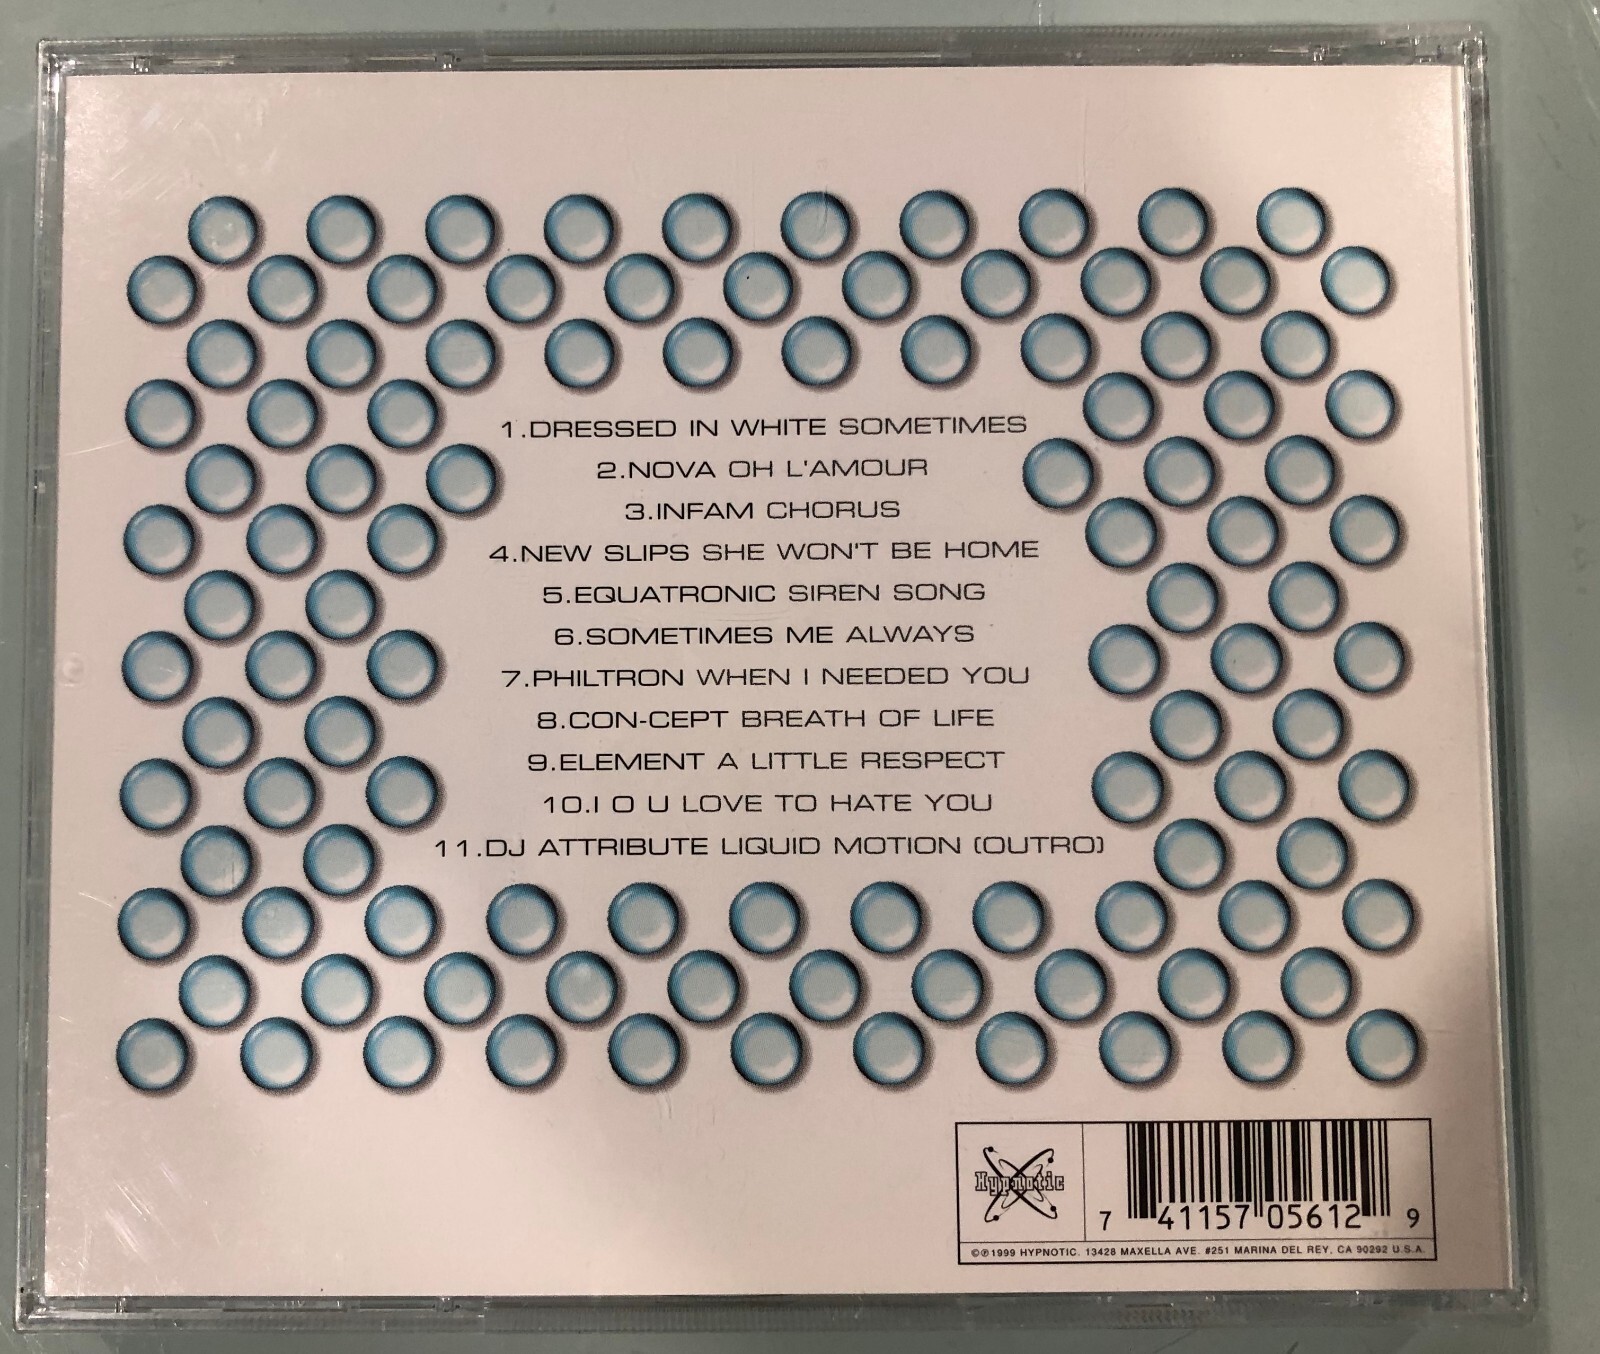 1.DRESSED IN WHITE SOMETIMES
2.NOVA OH L'AMOUR
3.INFAM CHORUS
4.NEW SLIPS SHE WON'T BE HOME
5.EQUATRONIC SIREN SONG
6.SOMETIMES ME ALWAYS
7.PHILTRON WHEN I NEEDED YOU
8.CON-CEPT BREATH OF LIFE
9.ELEMENT A LITTLE RESPECT
10.I O U LOVE TO HATE YOU
11.DJ ATTRIBUTE LIQUID MOTION (OUTRO)
Hypnotic
7 41157 05612 9
©℗1999 HYPNOTIC. 13428 MAXELLA AVE. #251 MARINA DEL REY, CA 90292 U.S.A.